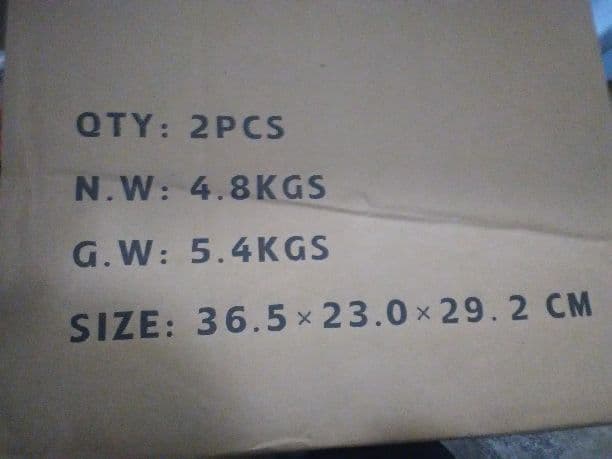 QTY: 2PCS
N.W: 4.8KGS
G.W: 5.4KGS
SIZE: 36.5×23.0×29.2 CM